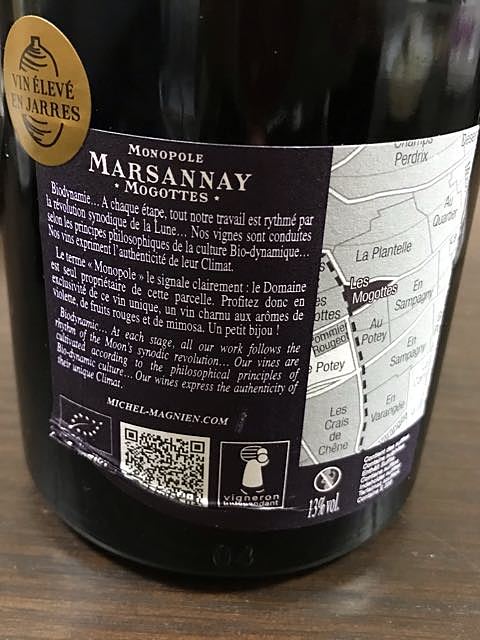 VIN ÉLEVÉ
EN JARRES
MONOPOLE
MARSANNAY
• MOGOTTES •
Biodynamie... A chaque étape, tout notre travail est rythmé par
la révolution synodique de la Lune... Nos vignes sont conduites
selon les principes philosophiques de la culture Bio-dynamique...
Nos vins expriment l'authenticité de leur Climat.
Le terme « Monopole » le signale clairement : le Domaine
est seul propriétaire de cette parcelle. Profitez donc en
exclusivité de ce vin unique, un vin charnu aux arômes de
violette, de fruits rouges et de mimosa. Un petit bijou !
Biodynamie... At each stage, all our work follows the
rhythm of the Moon's synodic revolution... Our vines are
cultivated according to the philosophical principles of
Bio-dynamic culture... Our wines express the authenticity of
their unique Climat.
MICHEL-MAGNIEN.COM
vigneron
indépendant
13% vol.
Champs
Perdrix
Au
Quartier
La Plantelle
Les
Mogottes
En
Sampagny
Pommier
Rougeot
Au
Potey
Le Potey
En
Sampagny
En
Varangée
Les
Crais
de
Chêne